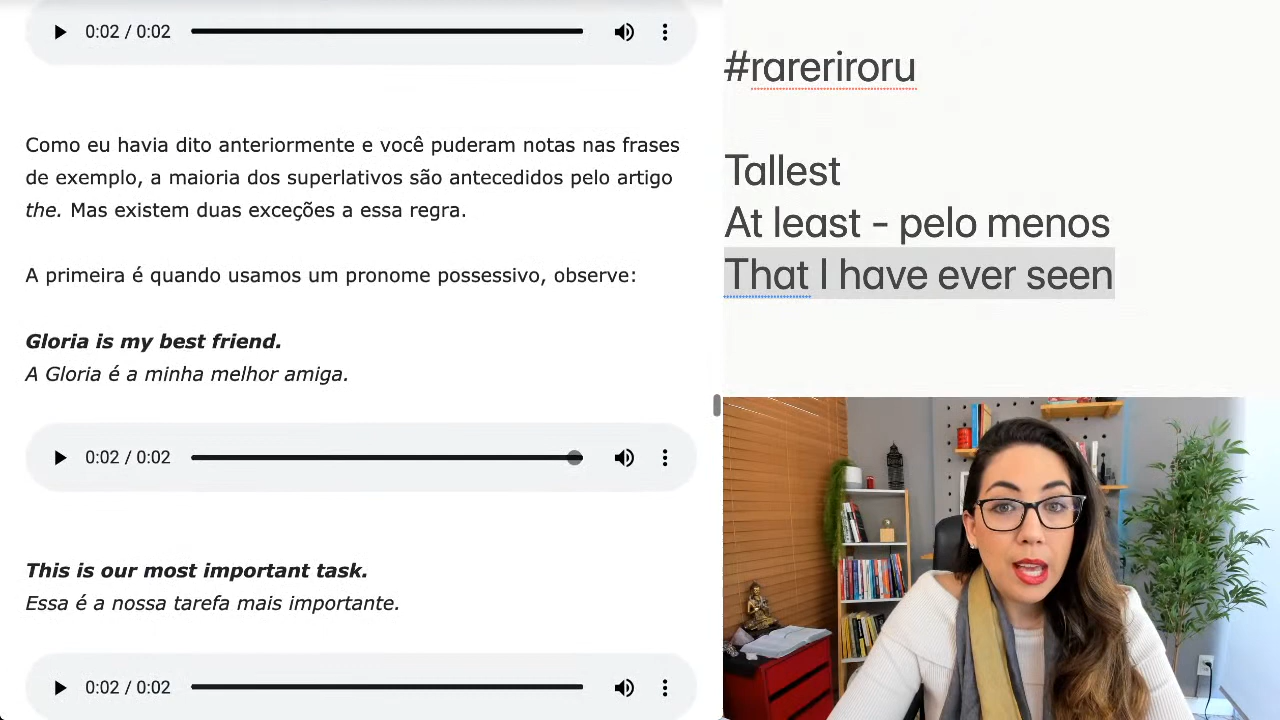 0:02 / 0:02
Como eu havia dito anteriormente e você puderam notas nas frases
de exemplo, a maioria dos superlativos são antecedidos pelo artigo
the. Mas existem duas exceções a essa regra.
A primeira é quando usamos um pronome possessivo, observe:
Gloria is my best friend.
A Gloria é a minha melhor amiga.
0:02 / 0:02
This is our most important task.
Essa é a nossa tarefa mais importante.
0:02 / 0:02
#rareriroru
Tallest
At least - pelo menos
That I have ever seen